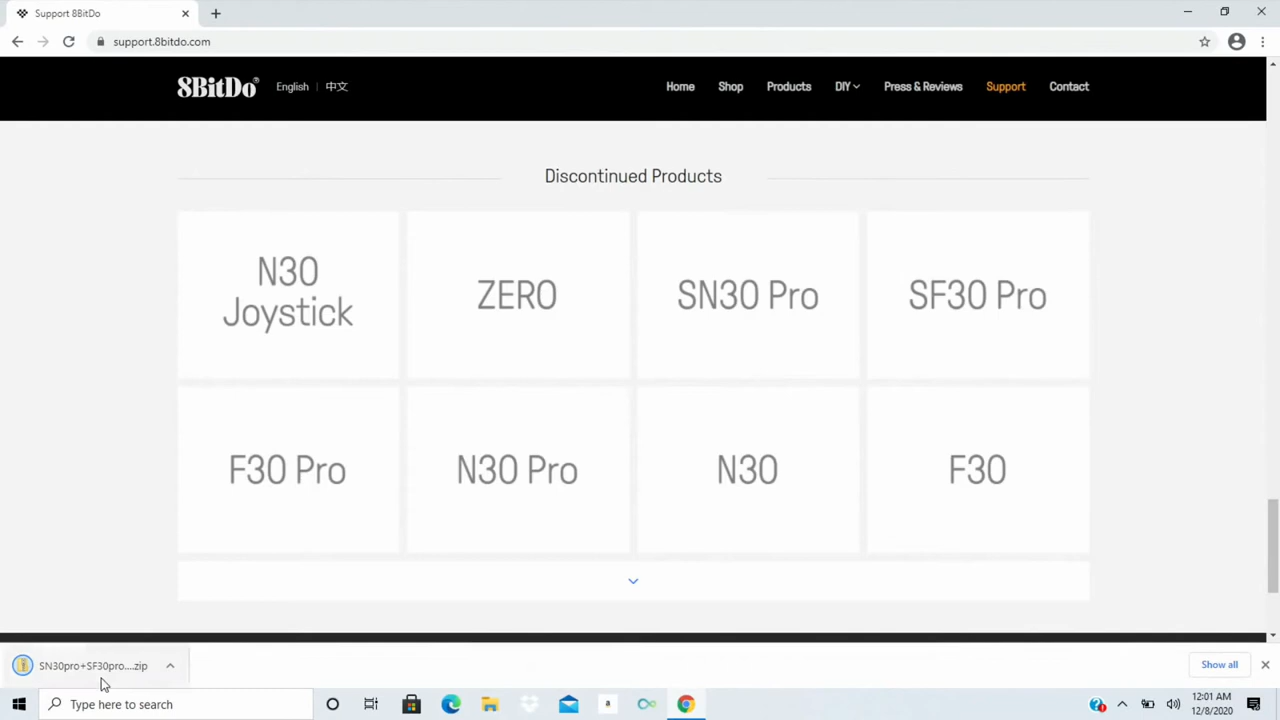 Support 8BitDo
support.8bitdo.com
8BitDo® English 中文 Home Shop Products DIY Press & Reviews Support Contact
Discontinued Products
N30
Joystick
ZERO
SN30 Pro
SF30 Pro
F30 Pro
N30 Pro
N30
F30
SN30pro+SF30pro....zip
Show all
Type here to search
a
12:01 AM
12/8/2020